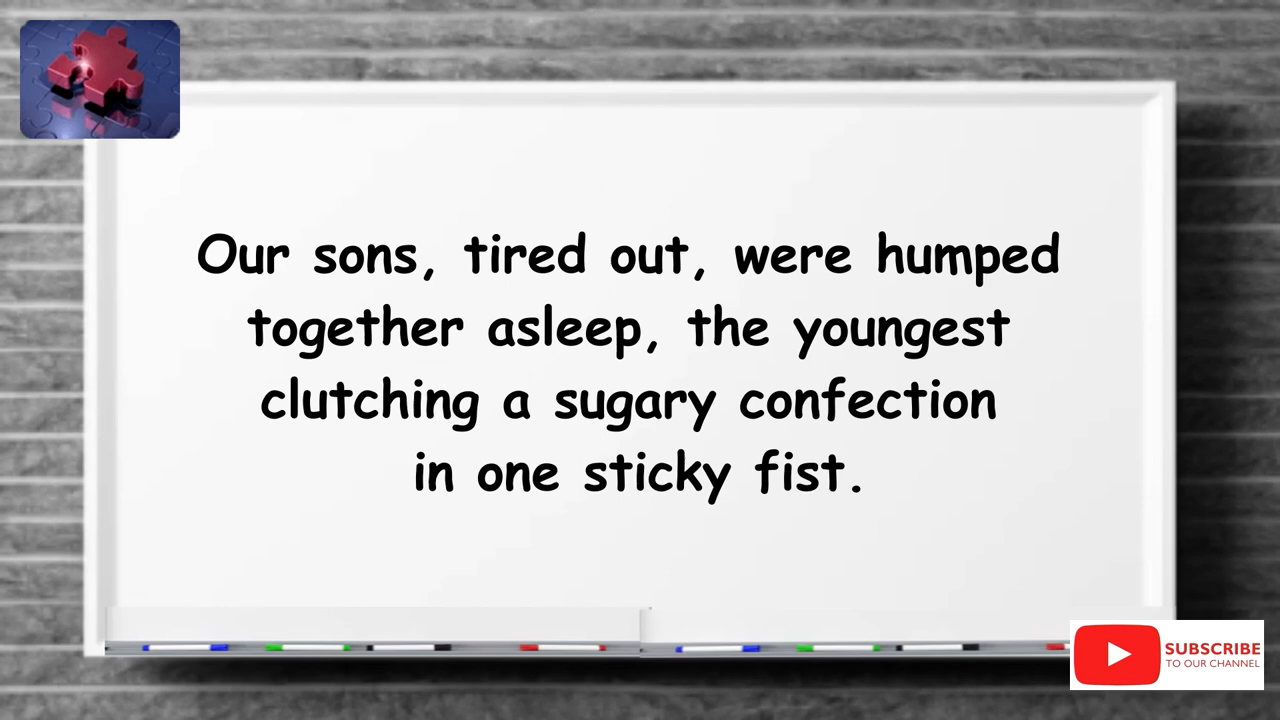 Our sons, tired out, were humped
together asleep, the youngest
clutching a sugary confection
in one sticky fist.
SUBSCRIBE
TO OUR CHANNEL